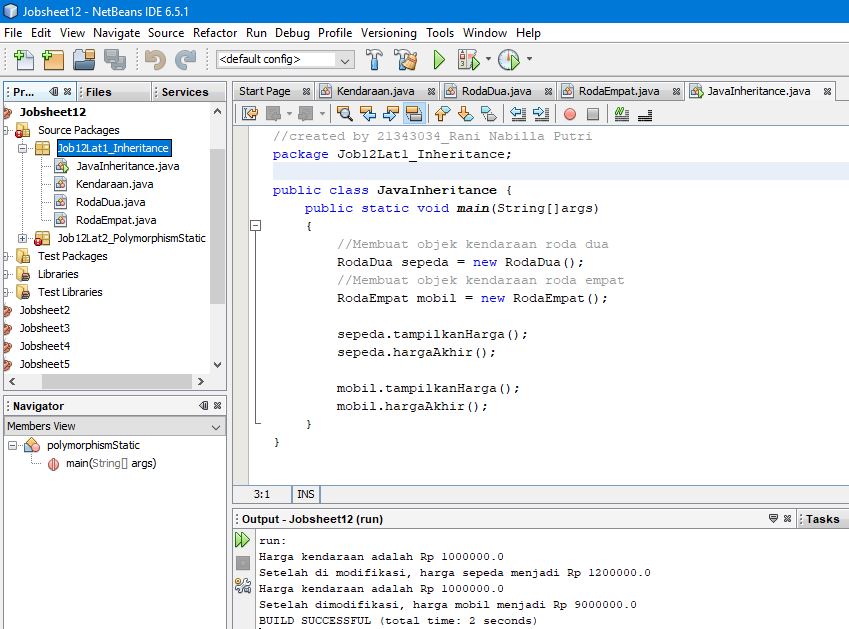 Jobsheet12 - NetBeans IDE 6.5.1
File Edit View Navigate Source Refactor Run Debug Profile Versioning Tools Window Help
<default config>
Pr...
Files
Services
Jobsheet12
Source Packages
Job12Lat1_Inheritance
JavaInheritance.java
Kendaraan.java
RodaDua.java
RodaEmpat.java
Job12Lat2_PolymorphismStatic
Test Packages
Libraries
Test Libraries
Jobsheet2
Jobsheet3
Jobsheet4
Jobsheet5
Navigator
Members View
polymorphismStatic
main(String[] args)
Start Page
Kendaraan.java
RodaDua.java
RodaEmpat.java
JavaInheritance.java
//created by 21343034_Rani Nabilla Putri
package Job12Lat1_Inheritance;
public class JavaInheritance {
public static void main(String[]args)
{
//Membuat objek kendaraan roda dua
RodaDua sepeda = new RodaDua();
//Membuat objek kendaraan roda empat
RodaEmpat mobil = new RodaEmpat();
sepeda.tampilkanHarga();
sepeda.hargaAkhir();
mobil.tampilkanHarga();
mobil.hargaAkhir();
}
}
3:1 INS
Output - Jobsheet12 (run)
Tasks
run:
Harga kendaraan adalah Rp 1000000.0
Setelah di modifikasi, harga sepeda menjadi Rp 1200000.0
Harga kendaraan adalah Rp 1000000.0
Setelah dimodifikasi, harga mobil menjadi Rp 9000000.0
BUILD SUCCESSFUL (total time: 2 seconds)